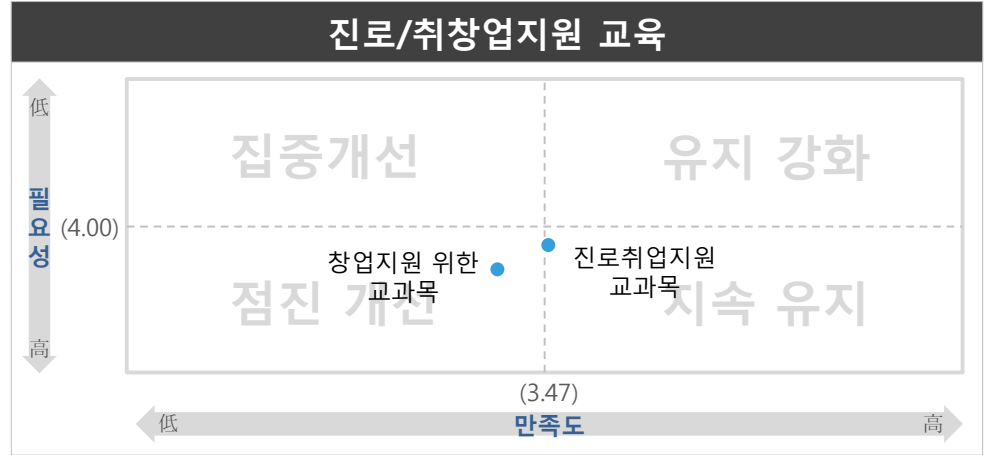 진로/취창업지원 교육
低
집중개선
유지 강화
필
요
성
(4.00)
창업지원 위한
교과목
진로취업지원
교과목
점진 개선
지속 유지
高
(3.47)
低
만족도
高